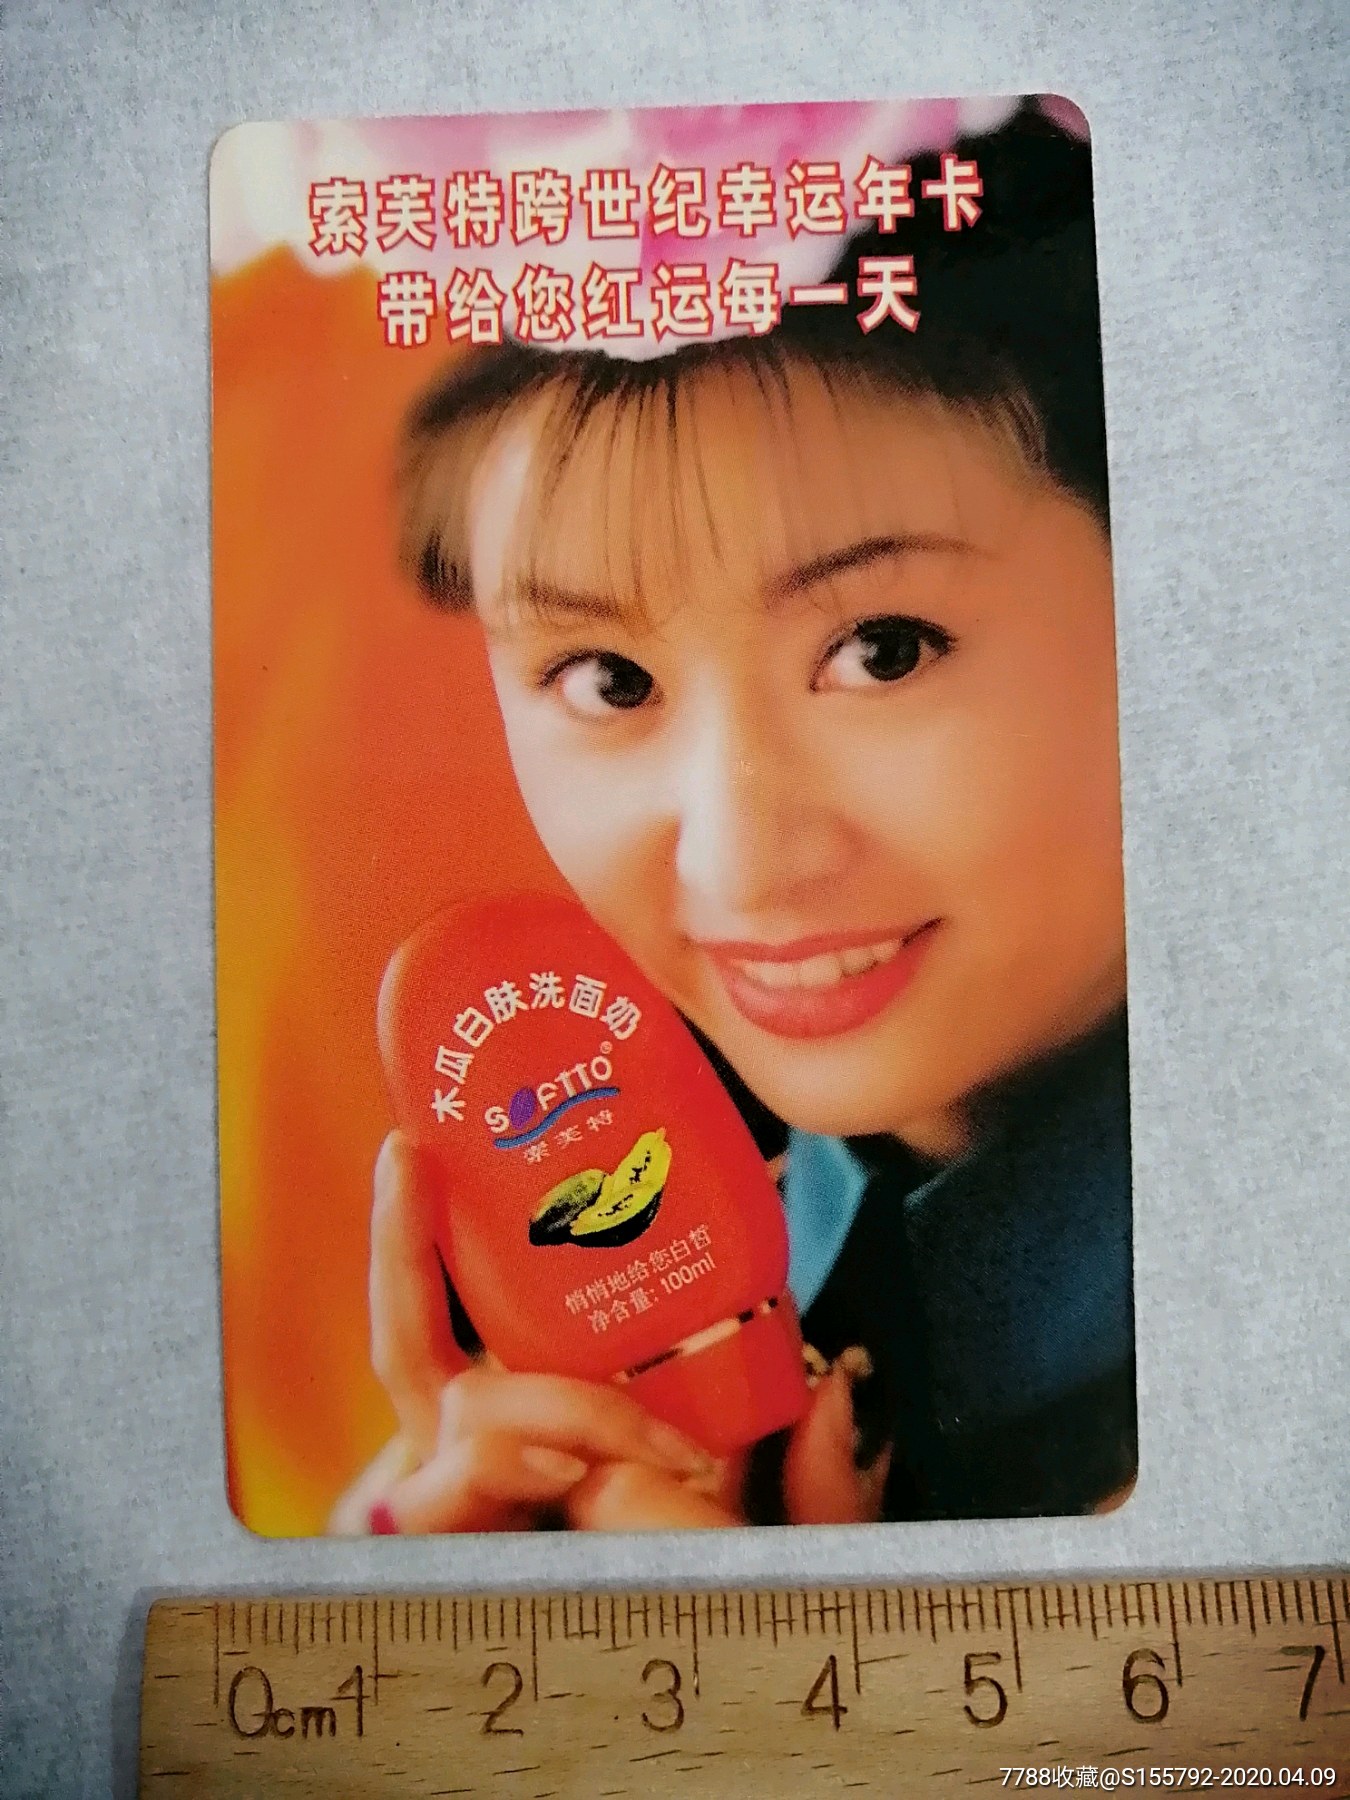 索芙特跨世纪幸运年卡
带给您红运每一天
木瓜白肤洗面奶
SOFTTO®
索芙特
悄悄地给您白皙
净含量: 100ml
0cm 1 2 3 4 5 6 7
7788收藏@S155792-2020.04.09